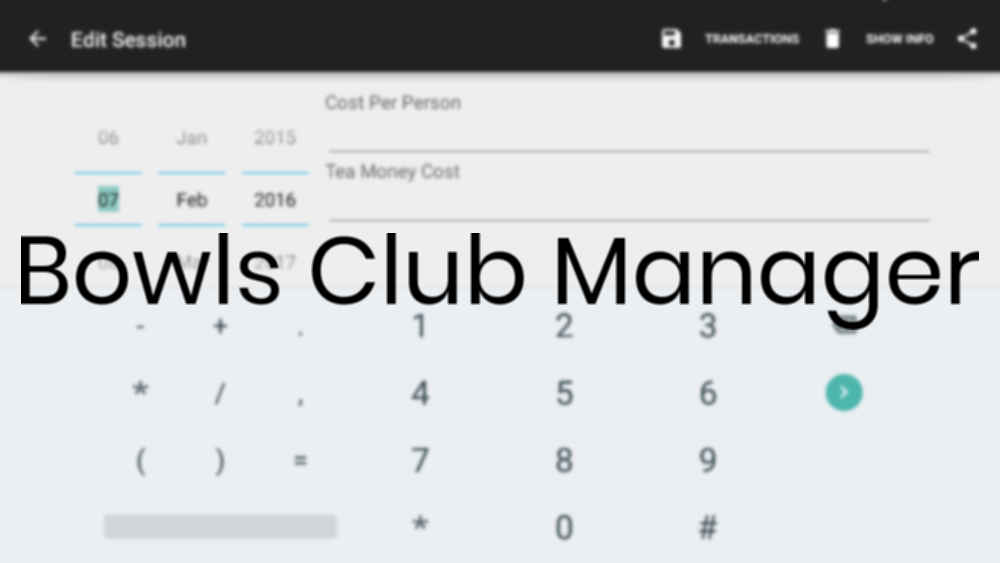 Edit Session
TRANSACTIONS
SHOW INFO
Cost Per Person
06 Jan 2015
Tea Money Cost
07 Feb 2016
2017
Bowls Club Manager
- + . 1 2 3
* / , 4 5 6
( ) = 7 8 9
* 0 #